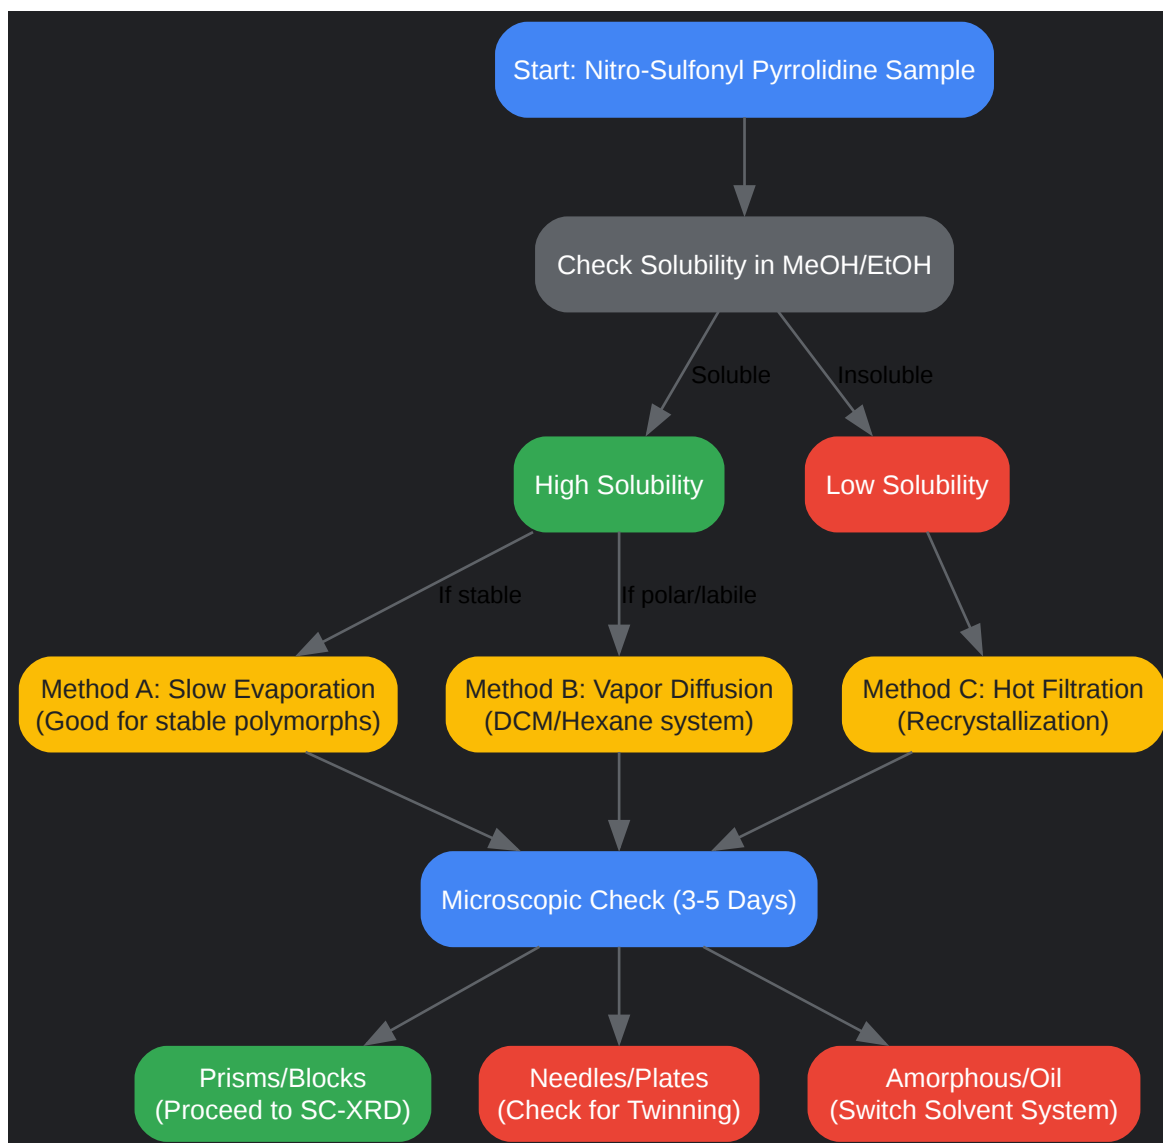 Start: Nitro-Sulfonyl Pyrrolidine Sample
Check Solubility in MeOH/EtOH
Soluble
Insoluble
High Solubility
Low Solubility
If stable
If polar/labile
Method A: Slow Evaporation
(Good for stable polymorphs)
Method B: Vapor Diffusion
(DCM/Hexane system)
Method C: Hot Filtration
(Recrystallization)
Microscopic Check (3-5 Days)
Prisms/Blocks
(Proceed to SC-XRD)
Needles/Plates
(Check for Twinning)
Amorphous/Oil
(Switch Solvent System)